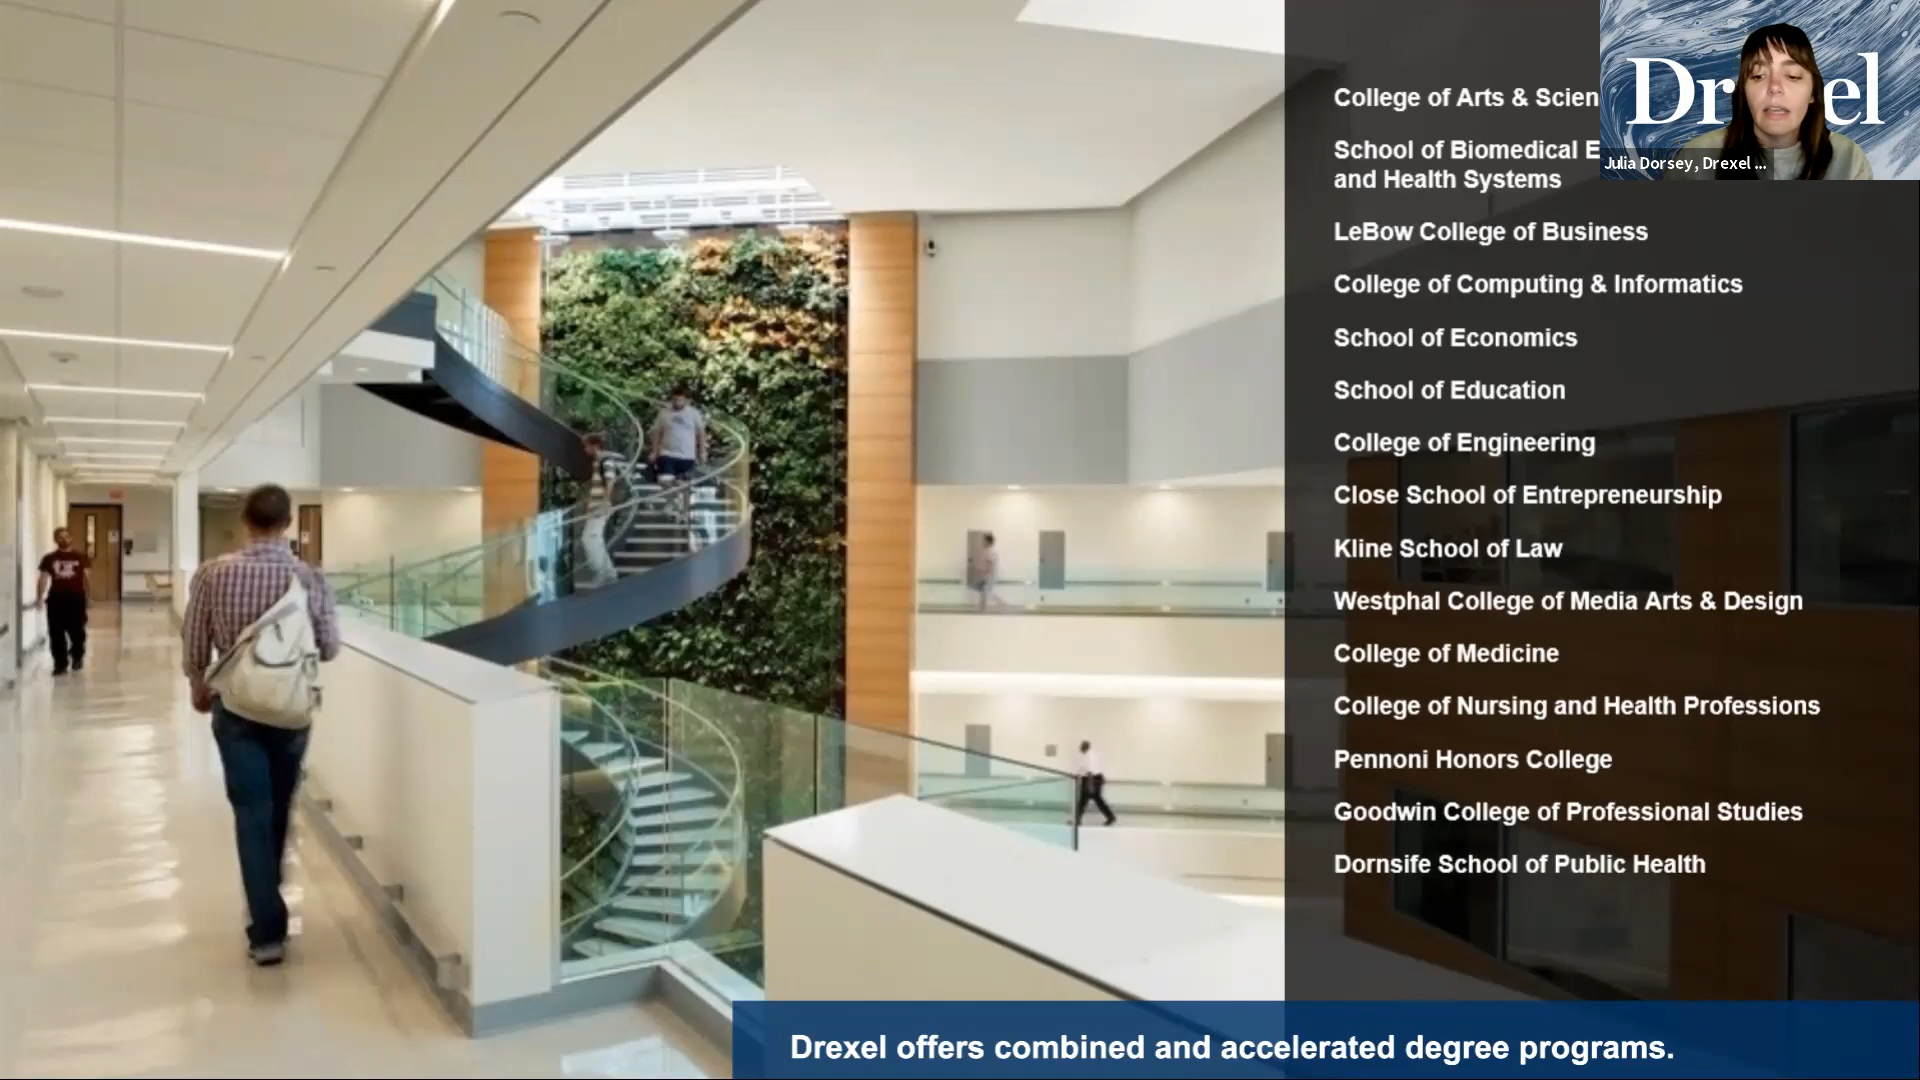 College of Arts & Scien
School of Biomedical E
and Health Systems
LeBow College of Business
College of Computing & Informatics
School of Economics
School of Education
College of Engineering
Close School of Entrepreneurship
Kline School of Law
Westphal College of Media Arts & Design
College of Medicine
College of Nursing and Health Professions
Pennoni Honors College
Goodwin College of Professional Studies
Dornsife School of Public Health
Dr el
Julia Dorsey, Drexel ...
Drexel offers combined and accelerated degree programs.